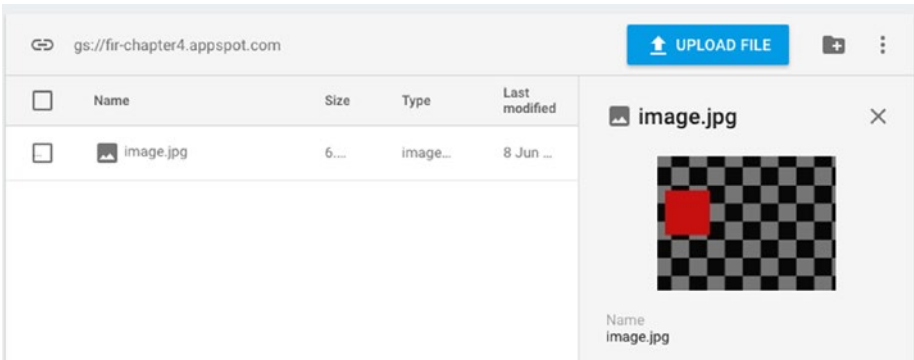 gs://fir-chapter4.appspot.com
UPLOAD FILE
Name
Size
Type
Last
modified
image.jpg
6....
image...
8 Jun ...
image.jpg
Name
image.jpg